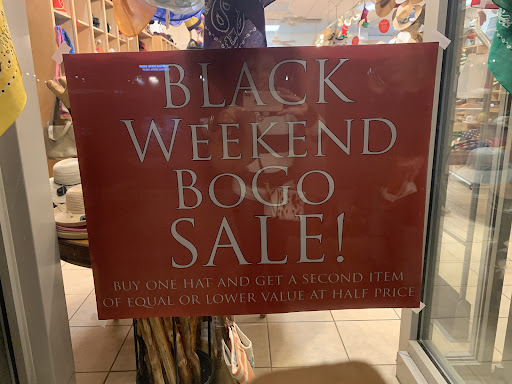 BLACK
WEEKEND
BOGO
SALE!
BUY ONE HAT AND GET A SECOND ITEM
OF EQUAL OR LOWER VALUE AT HALF PRICE